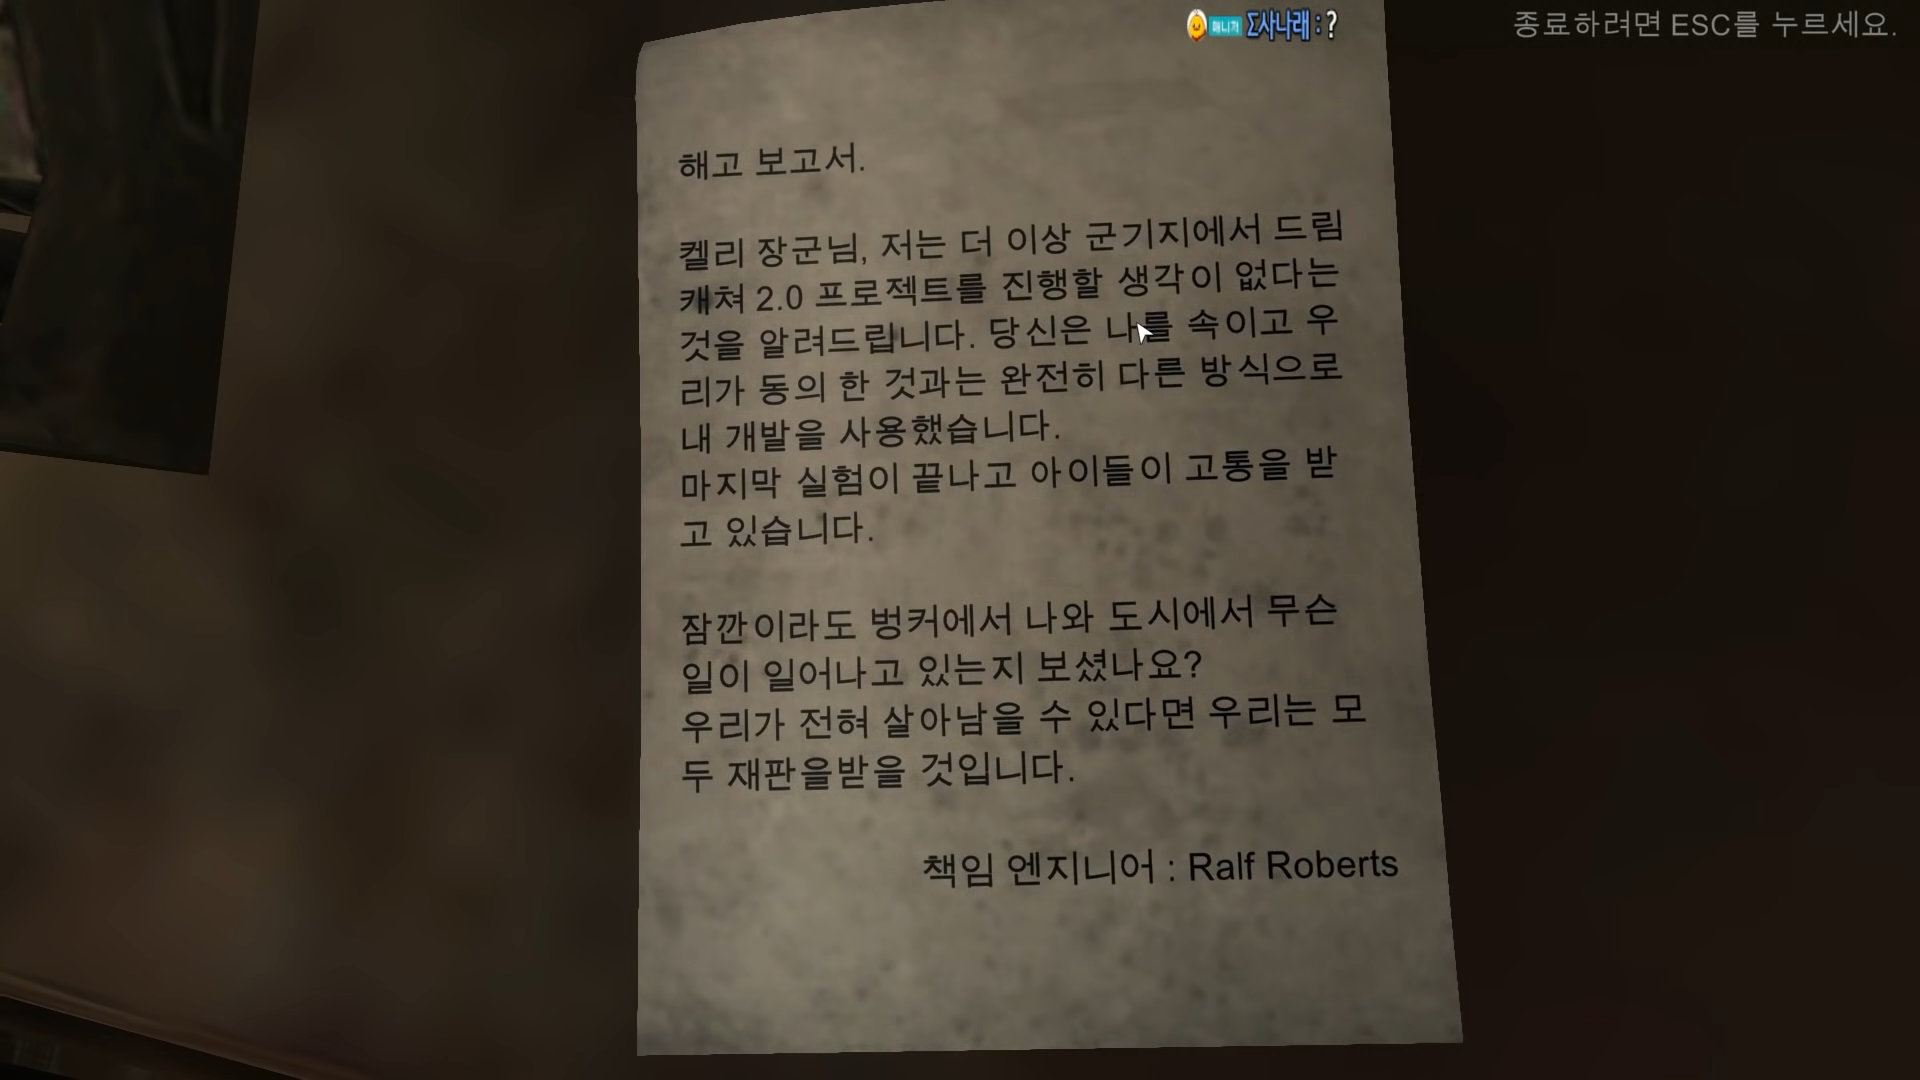 매니저 Σ사나래 : ?
종료하려면 ESC를 누르세요.
해고 보고서.
켈리 장군님, 저는 더 이상 군기지에서 드림
캐쳐 2.0 프로젝트를 진행할 생각이 없다는
것을 알려드립니다. 당신은 나를 속이고 우
리가 동의 한 것과는 완전히 다른 방식으로
내 개발을 사용했습니다.
마지막 실험이 끝나고 아이들이 고통을 받
고 있습니다.
잠깐이라도 벙커에서 나와 도시에서 무슨
일이 일어나고 있는지 보셨나요?
우리가 전혀 살아남을 수 있다면 우리는 모
두 재판을받을 것입니다.
책임 엔지니어 : Ralf Roberts